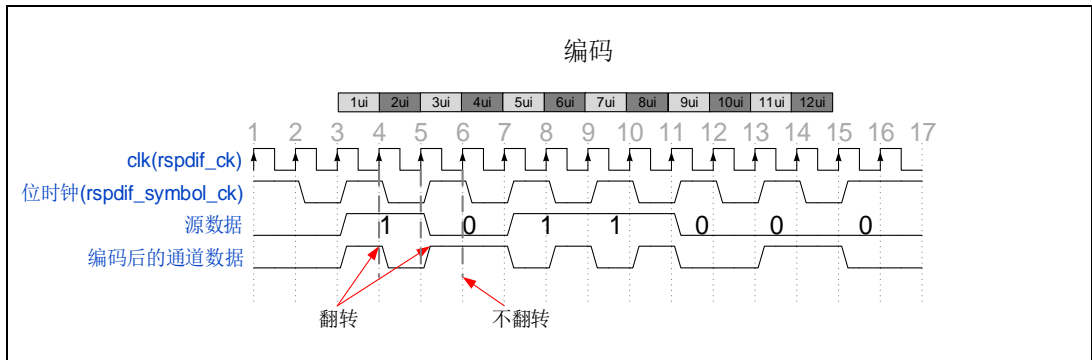 编码
1ui 2ui 3ui 4ui 5ui 6ui 7ui 8ui 9ui 10ui 11ui 12ui
1 2 3 4 5 6 7 8 9 10 11 12 13 14 15 16 17
clk(rspdif_ck)
位时钟(rspdif_symbol_ck)
源数据 1 0 1 1 0 0 0
编码后的通道数据
翻转 不翻转